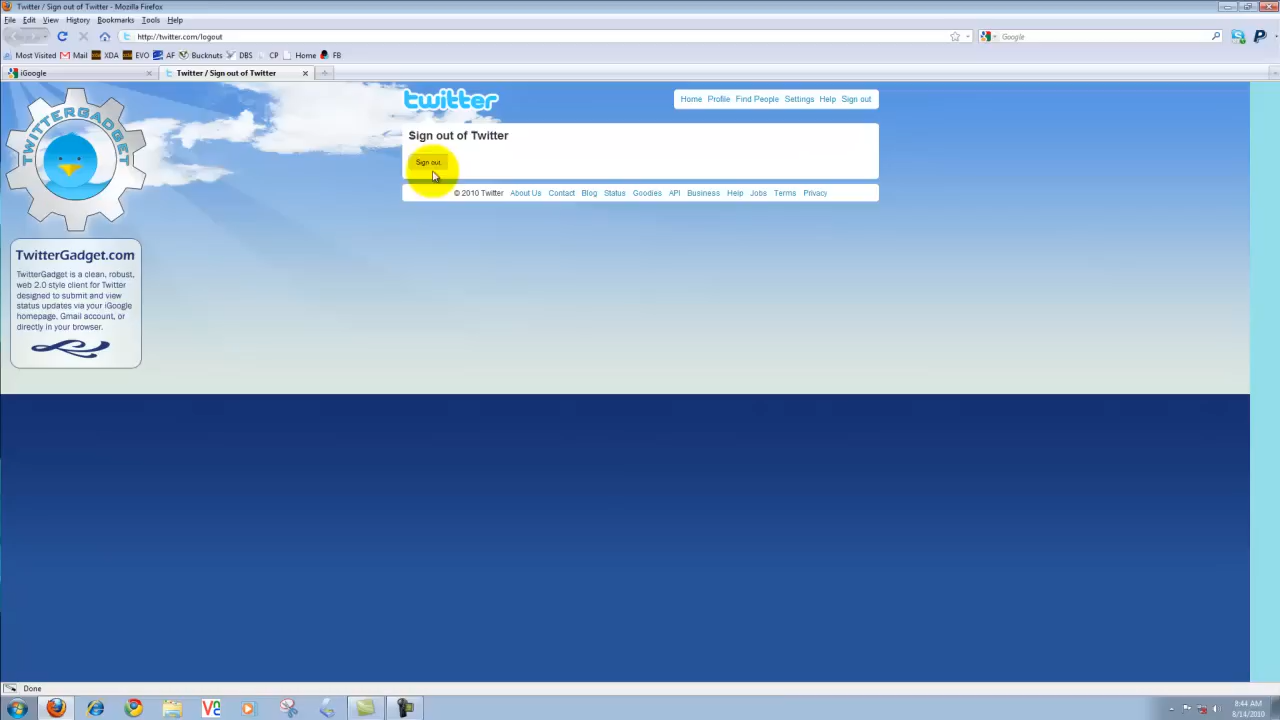 Twitter / Sign out of Twitter - Mozilla Firefox
File Edit View History Bookmarks Tools Help
http://twitter.com/logout
Google
Most Visited Mail XDA EVO AF Bucknuts DBS CP Home FB
iGoogle
Twitter / Sign out of Twitter
TWITTERGADGET
twitter
Home Profile Find People Settings Help Sign out
Sign out of Twitter
Sign out
© 2010 Twitter About Us Contact Blog Status Goodies API Business Help Jobs Terms Privacy
TwitterGadget.com
TwitterGadget is a clean, robust,
web 2.0 style client for Twitter
designed to submit and view
status updates via your iGoogle
homepage, Gmail account, or
directly in your browser.
Done
8:44 AM
8/14/2010